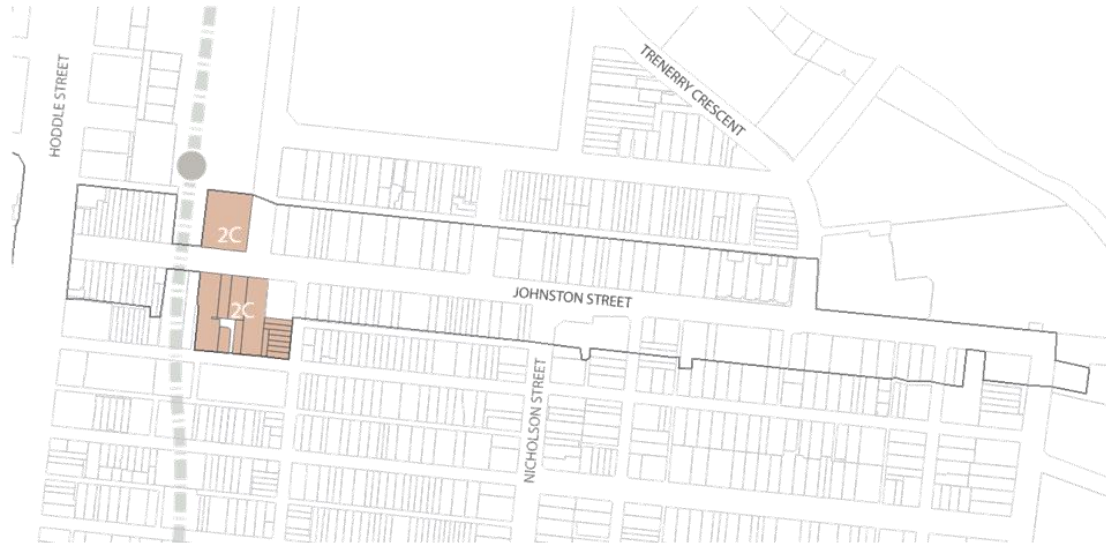 HODDLE STREET
TRENERRY CRESCENT
2C
2C
JOHNSTON STREET
NICHOLSON STREET